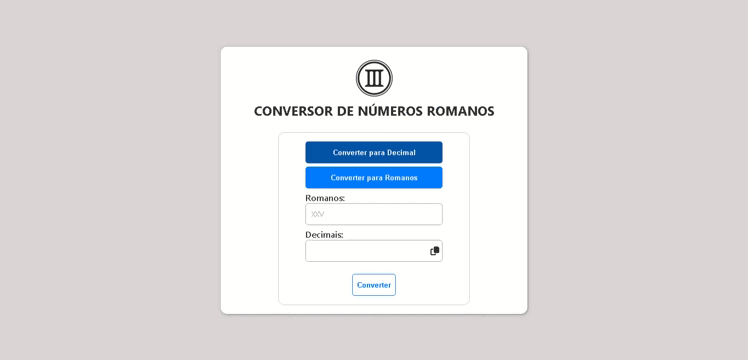 III
CONVERSOR DE NÚMEROS ROMANOS
Converter para Decimal
Converter para Romanos
Romanos:
XXV
Decimais:
Converter